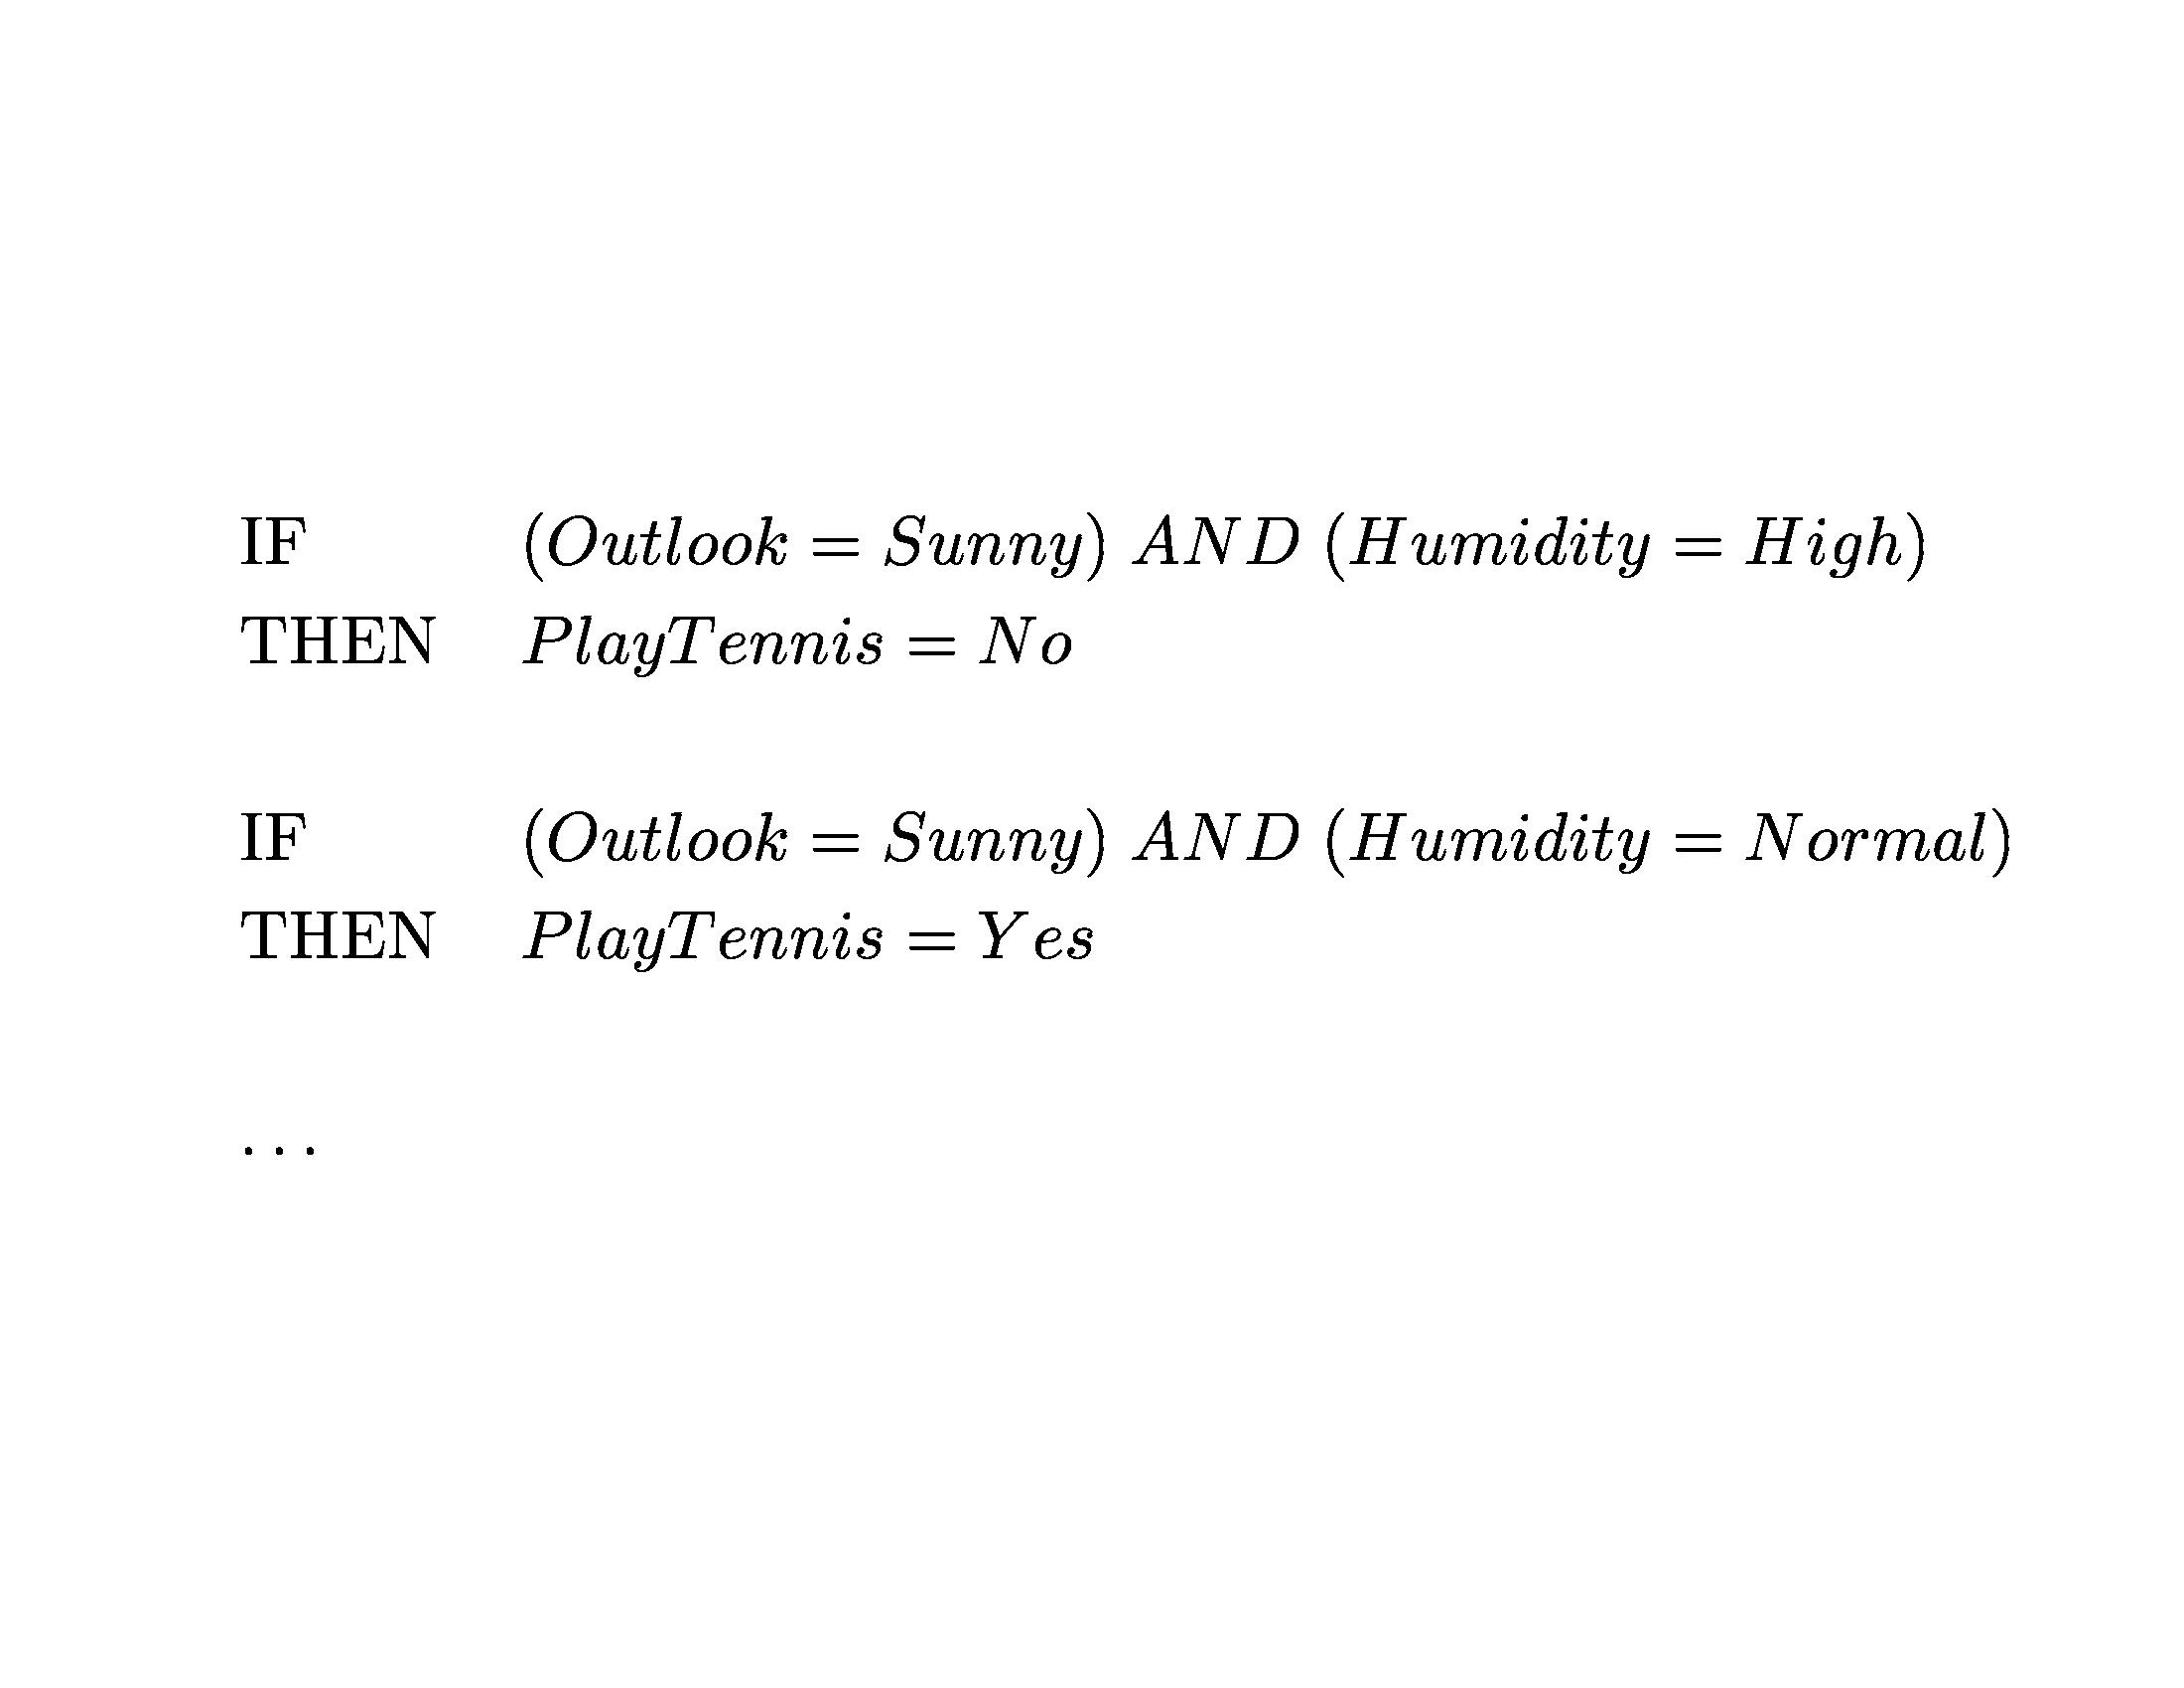 IF (Outlook = Sunny) AND (Humidity = High)
THEN PlayTennis = No
IF (Outlook = Sunny) AND (Humidity = Normal)
THEN PlayTennis = Yes
. . .